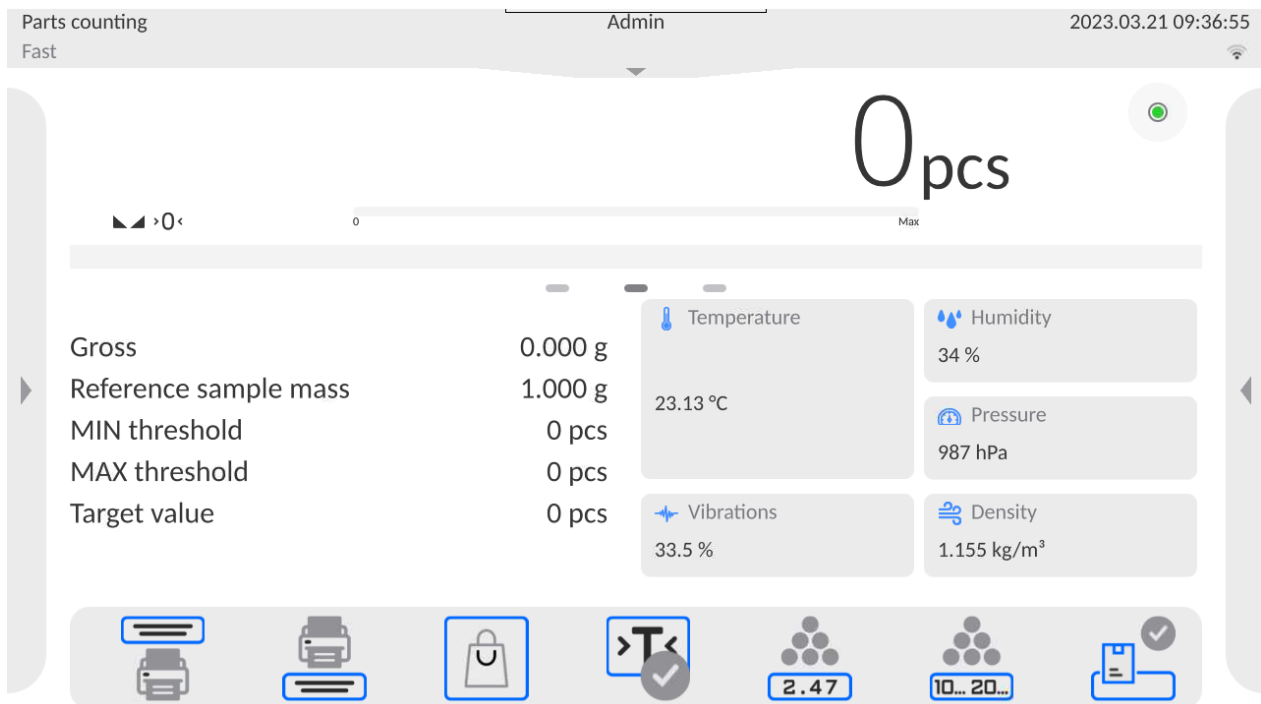 Parts counting
Admin
2023.03.21 09:36:55
Fast
0 pcs
>0<
0
Max
Gross 0.000 g
Reference sample mass 1.000 g
MIN threshold 0 pcs
MAX threshold 0 pcs
Target value 0 pcs
Temperature
23.13 °C
Humidity
34 %
Pressure
987 hPa
Vibrations
33.5 %
Density
1.155 kg/m³
>T<
2.47
10... 20...